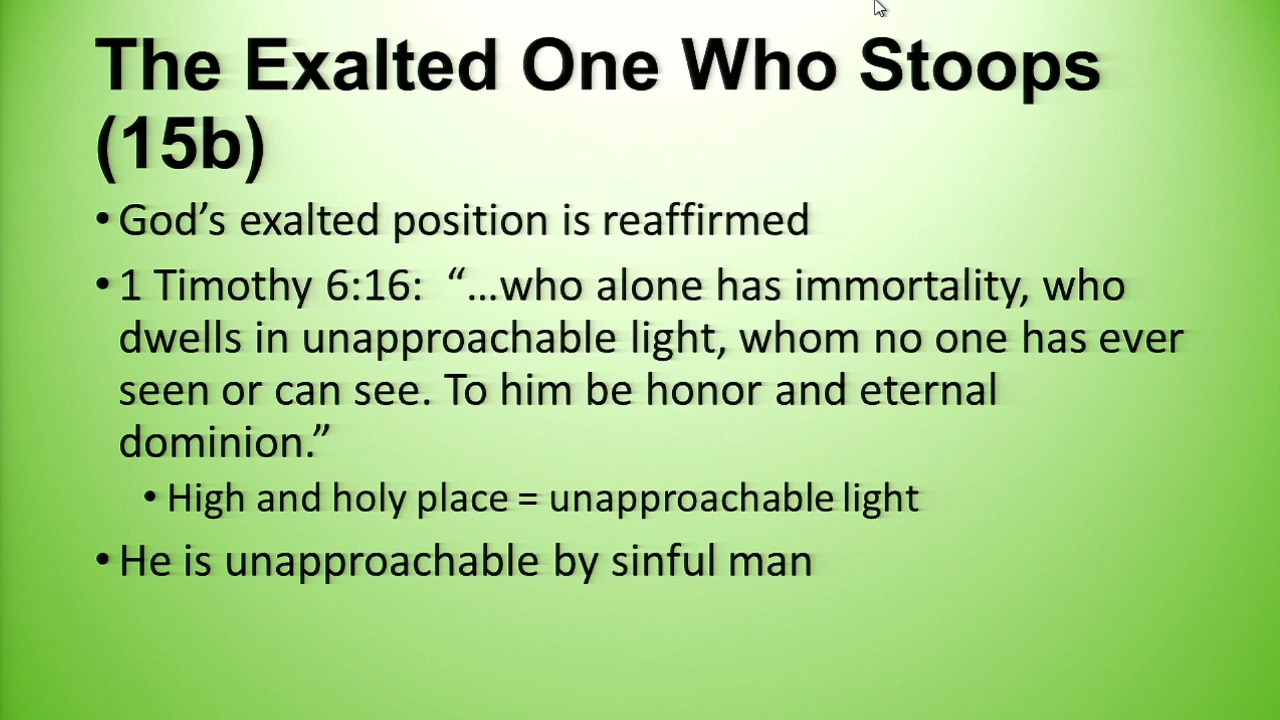 The Exalted One Who Stoops
(15b)
• God’s exalted position is reaffirmed
• 1 Timothy 6:16:  “…who alone has immortality, who
dwells in unapproachable light, whom no one has ever
seen or can see. To him be honor and eternal
dominion.”
• High and holy place = unapproachable light
• He is unapproachable by sinful man